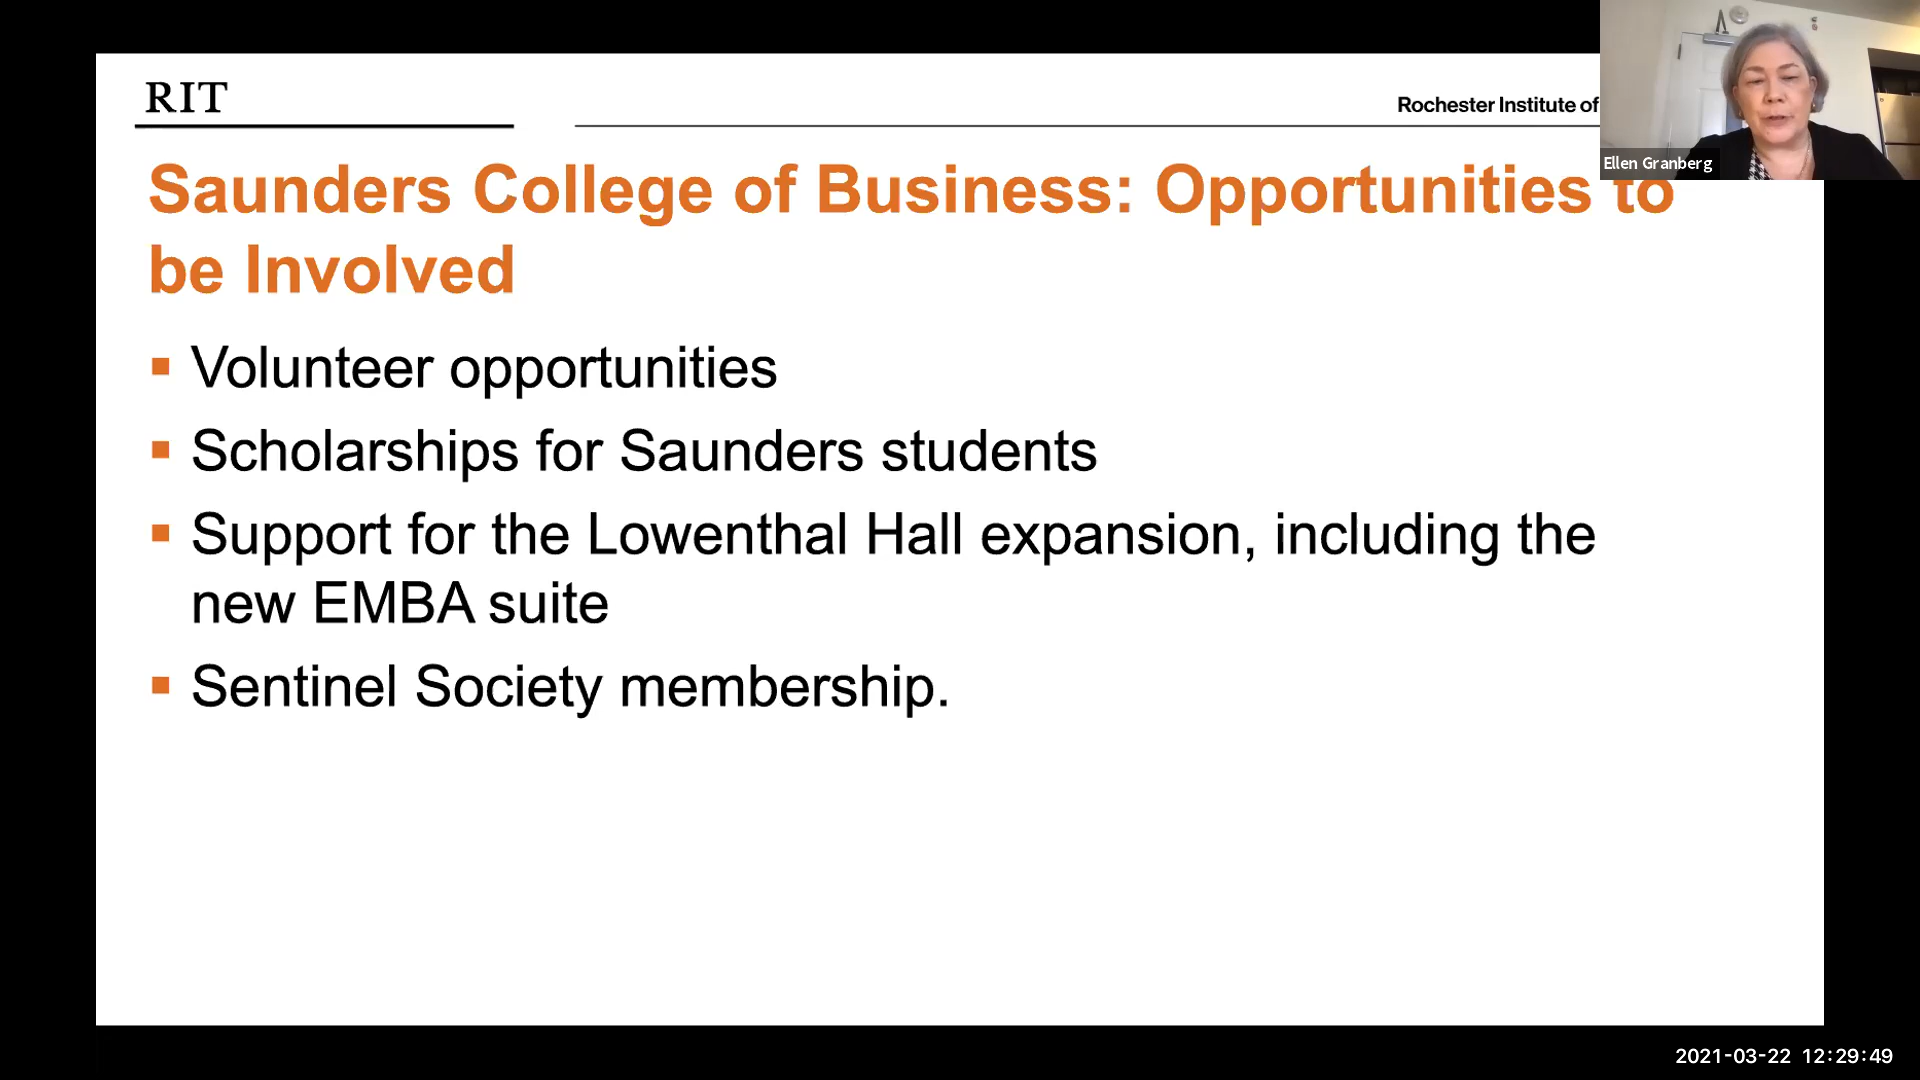 RIT
Rochester Institute of
Ellen Granberg
Saunders College of Business: Opportunities to
be Involved
Volunteer opportunities
Scholarships for Saunders students
Support for the Lowenthal Hall expansion, including the
new EMBA suite
Sentinel Society membership.
2021-03-22 12:29:49